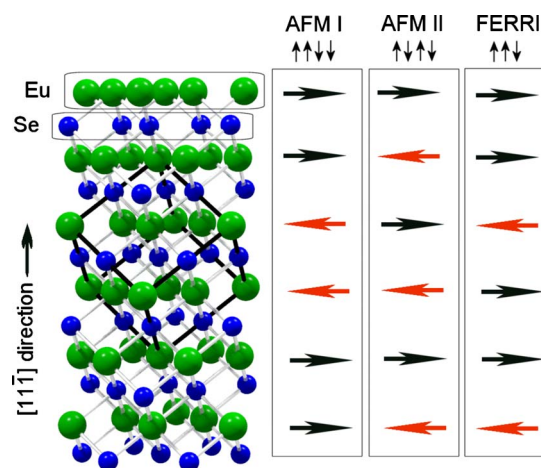 AFM I AFM II FERRI
↑↑↓↓ ↑↓↑↓ ↑↑↓
Eu
Se
[11̄1] direction